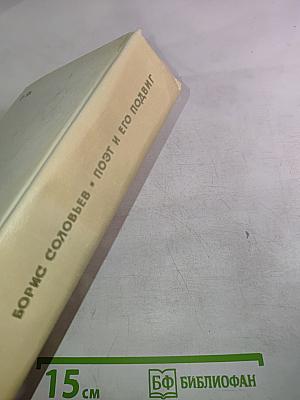 БОРИС СОЛОВЬЕВ • ПОЭТ И ЕГО ПОДВИГ
15 см
БФ БИБЛИОФАН